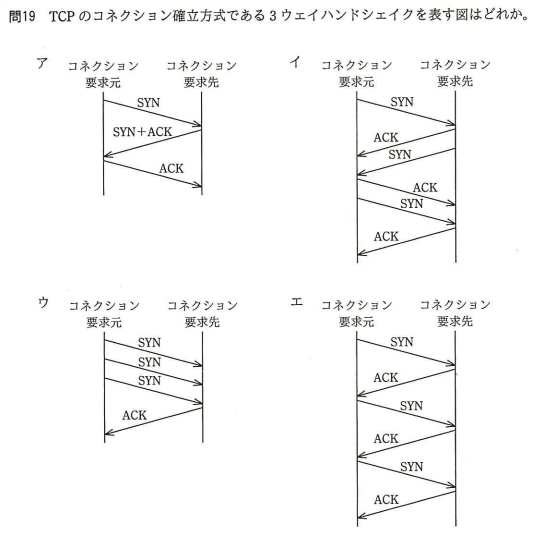 問19 TCPのコネクション確立方式である3ウェイハンドシェイクを表す図はどれか。
ア
コネクション
要求元
コネクション
要求先
SYN
SYN+ACK
ACK
イ
コネクション
要求元
コネクション
要求先
SYN
ACK
SYN
ACK
SYN
ACK
ウ
コネクション
要求元
コネクション
要求先
SYN
SYN
SYN
ACK
エ
コネクション
要求元
コネクション
要求先
SYN
ACK
SYN
ACK
SYN
ACK